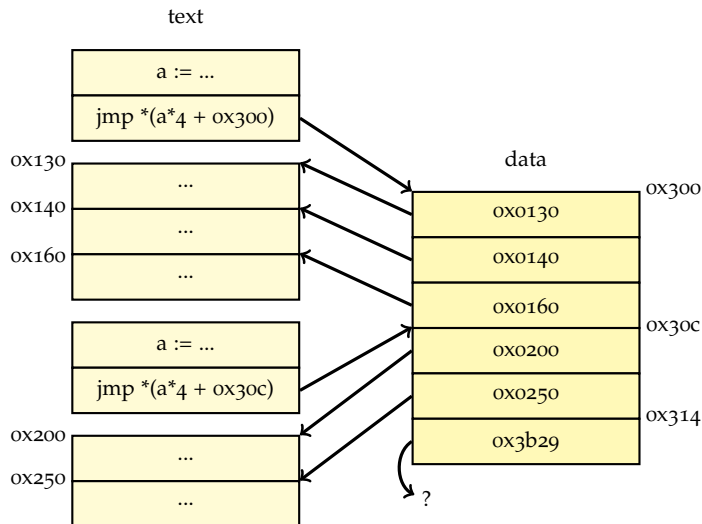 text
a := ...
jmp *(a*4 + 0x300)
0x130
...
0x140
...
0x160
...
a := ...
jmp *(a*4 + 0x30c)
0x200
...
0x250
...
data
0x300
0x0130
0x0140
0x0160
0x30c
0x0200
0x0250
0x314
0x3b29
?